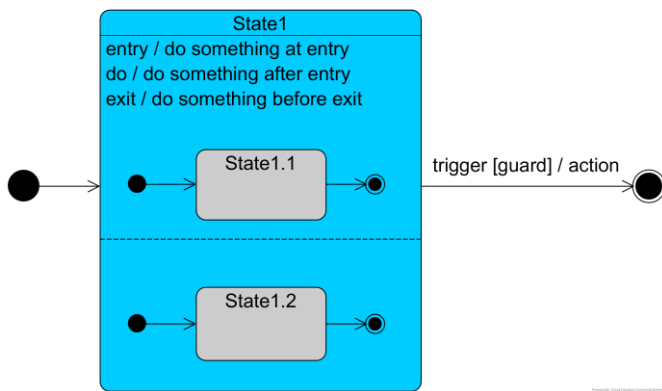 State1
entry / do something at entry
do / do something after entry
exit / do something before exit
State1.1
trigger [guard] / action
State1.2